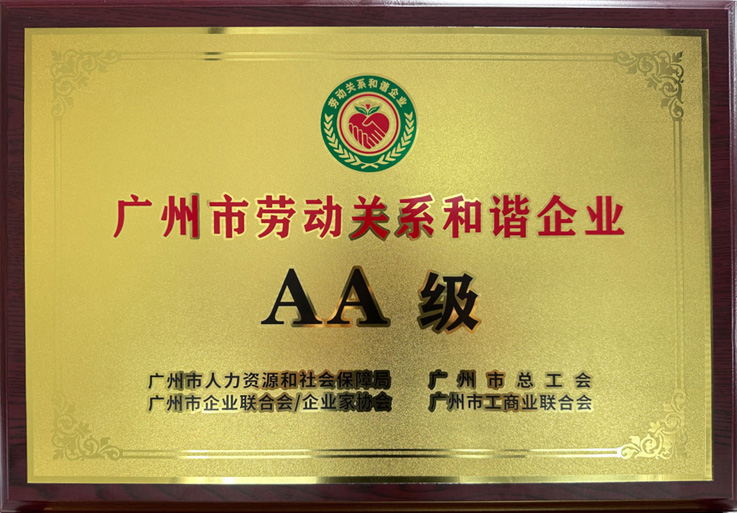 劳动关系和谐企业
广州市劳动关系和谐企业
AA 级
广州市人力资源和社会保障局 广州市总工会
广州市企业联合会/企业家协会 广州市工商业联合会